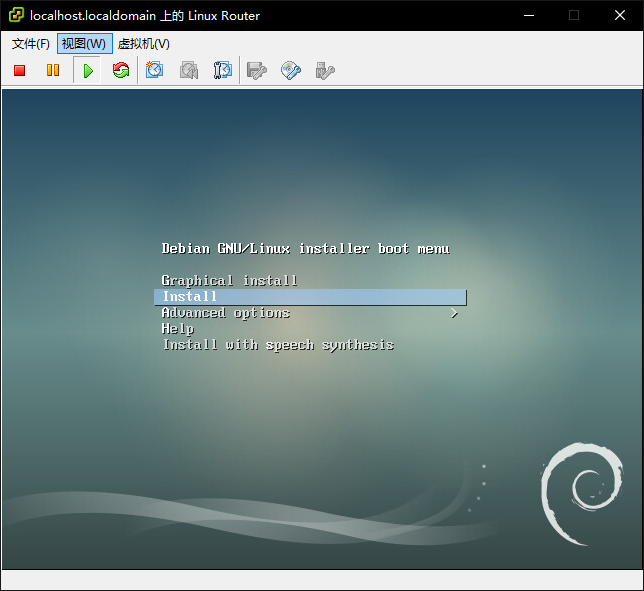 localhost.localdomain 上的 Linux Router
文件(F) 视图(W) 虚拟机(V)
Debian GNU/Linux installer boot menu
Graphical install
Install
Advanced options >
Help
Install with speech synthesis